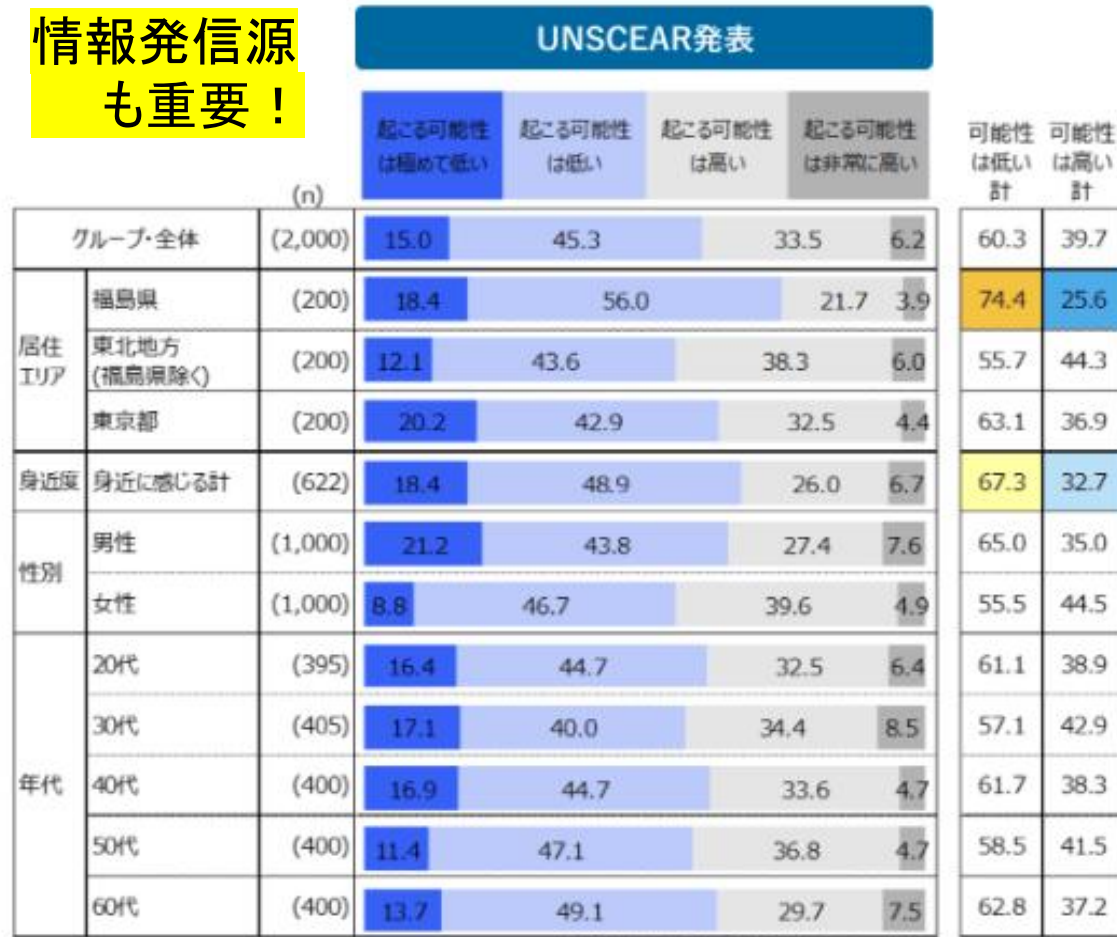 情報発信源
も重要！
UNSCEAR発表
起こる可能性
は極めて低い
起こる可能性
は低い
起こる可能性
は高い
起こる可能性
は非常に高い
可能性
は低い
計
可能性
は高い
計
(n)
グループ・全体 (2,000) 15.0 45.3 33.5 6.2 60.3 39.7
居住
エリア
福島県 (200) 18.4 56.0 21.7 3.9 74.4 25.6
東北地方
(福島県除く) (200) 12.1 43.6 38.3 6.0 55.7 44.3
東京都 (200) 20.2 42.9 32.5 4.4 63.1 36.9
身近度 身近に感じる計 (622) 18.4 48.9 26.0 6.7 67.3 32.7
性別
男性 (1,000) 21.2 43.8 27.4 7.6 65.0 35.0
女性 (1,000) 8.8 46.7 39.6 4.9 55.5 44.5
年代
20代 (395) 16.4 44.7 32.5 6.4 61.1 38.9
30代 (405) 17.1 40.0 34.4 8.5 57.1 42.9
40代 (400) 16.9 44.7 33.6 4.7 61.7 38.3
50代 (400) 11.4 47.1 36.8 4.7 58.5 41.5
60代 (400) 13.7 49.1 29.7 7.5 62.8 37.2